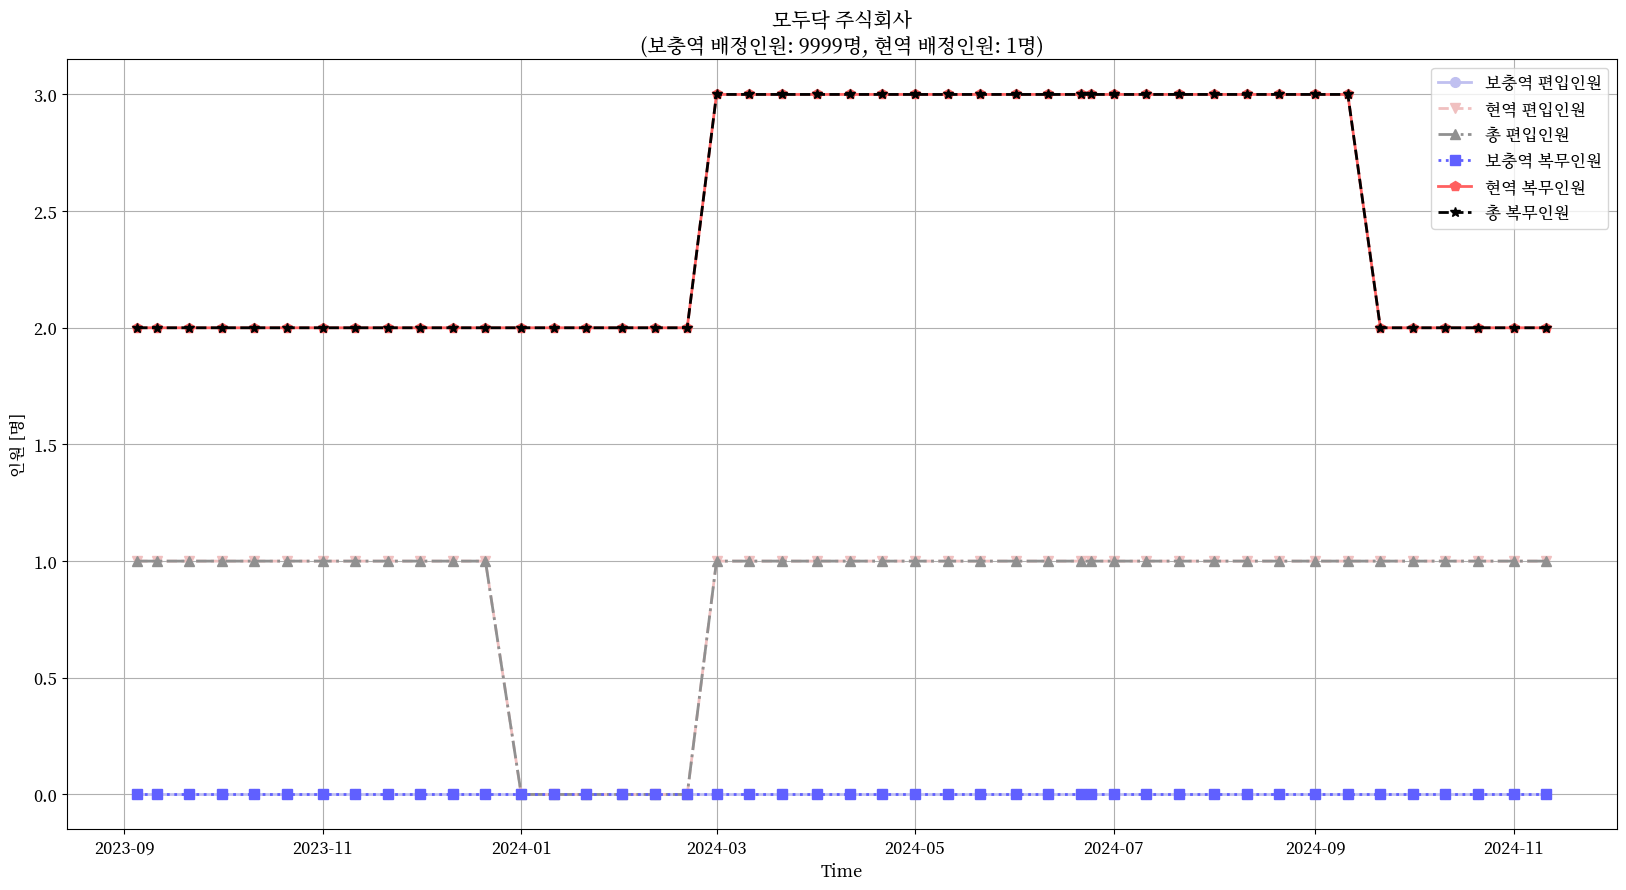 모두닥 주식회사
(보충역 배정인원: 9999명, 현역 배정인원: 1명)
3.0
2.5
2.0
1.5
1.0
0.5
0.0
인원 [명]
보충역 편입인원
현역 편입인원
총 편입인원
보충역 복무인원
현역 복무인원
총 복무인원
2023-09 2023-11 2024-01 2024-03 2024-05 2024-07 2024-09 2024-11
Time